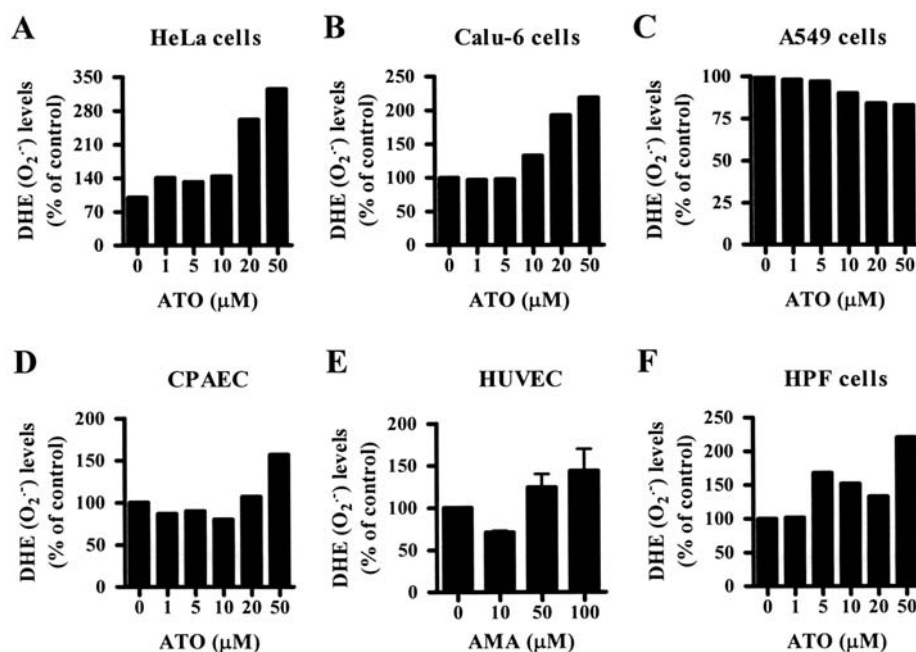 A
HeLa cells
DHE (O₂·⁻) levels
(% of control)
350
280
210
140
70
0
0 1 5 10 20 50
ATO (μM)
B
Calu-6 cells
DHE (O₂·⁻) levels
(% of control)
250
200
150
100
50
0
0 1 5 10 20 50
ATO (μM)
C
A549 cells
DHE (O₂·⁻) levels
(% of control)
100
75
50
25
0
0 1 5 10 20 50
ATO (μM)
D
CPAEC
DHE (O₂·⁻) levels
(% of control)
200
150
100
50
0
0 1 5 10 20 50
ATO (μM)
E
HUVEC
DHE (O₂·⁻) levels
(% of control)
200
150
100
50
0
0 10 50 100
AMA (μM)
F
HPF cells
DHE (O₂·⁻) levels
(% of control)
250
200
150
100
50
0
0 1 5 10 20 50
ATO (μM)